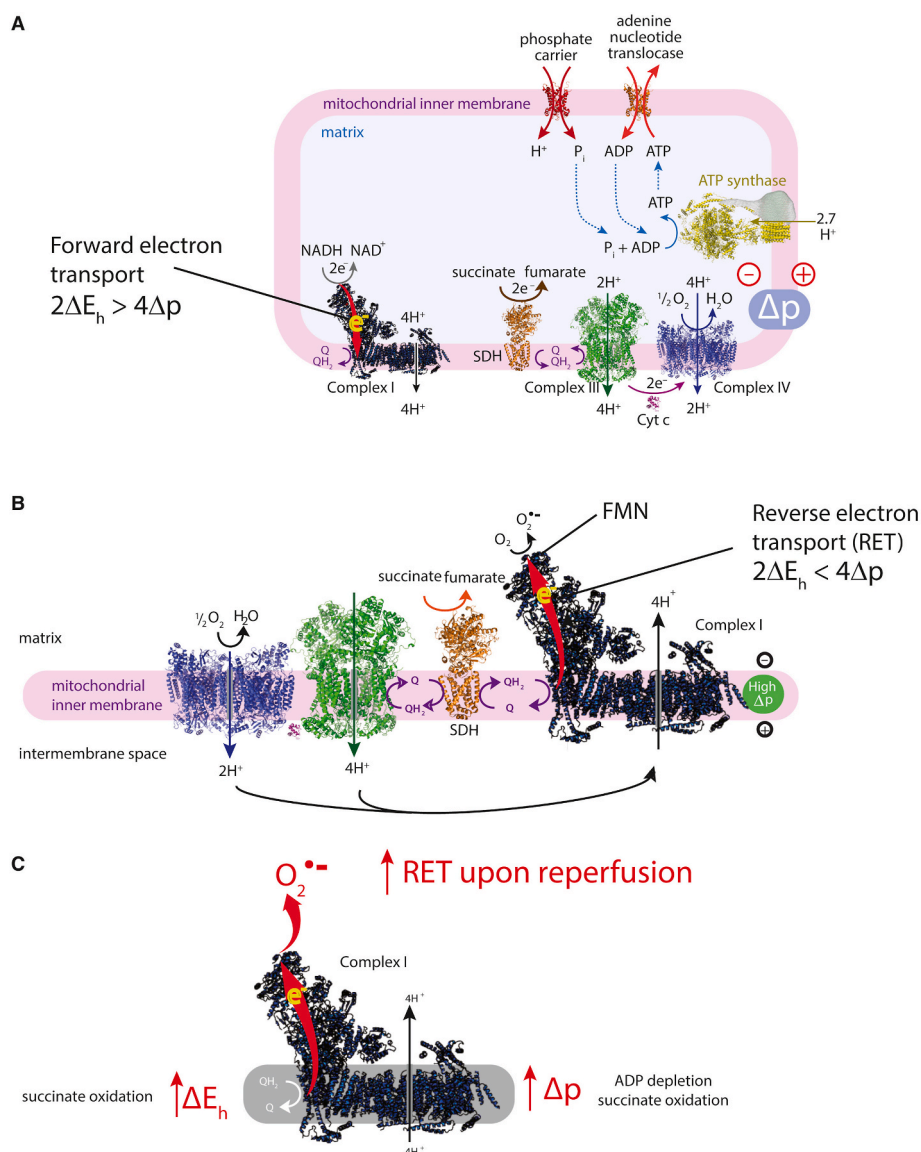 A
phosphate
carrier
adenine
nucleotide
translocase
mitochondrial inner membrane
matrix
H⁺ Pᵢ ADP ATP
ATP synthase
ATP
2.7
H⁺
Pᵢ + ADP
Forward electron
transport
2ΔEₕ > 4Δp
NADH NAD⁺
2e⁻
e⁻
4H⁺
Q
QH₂
Complex I
4H⁺
succinate fumarate
2e⁻
SDH
Q
QH₂
2H⁺
Complex III
4H⁺
2e⁻
Cyt c
4H⁺
½O₂ H₂O
Complex IV
2H⁺
− +
Δp
B
FMN
O₂ O₂•−
Reverse electron
transport (RET)
2ΔEₕ < 4Δp
e⁻
succinate fumarate
4H⁺
Complex I
½O₂ H₂O
matrix
mitochondrial
inner membrane
intermembrane space
Q
QH₂
QH₂
Q
SDH
−
High
Δp
+
2H⁺
4H⁺
C
O₂•−
RET upon reperfusion
Complex I
e⁻
4H⁺
succinate oxidation
ΔEₕ
QH₂
Q
Δp
ADP depletion
succinate oxidation
4H⁺